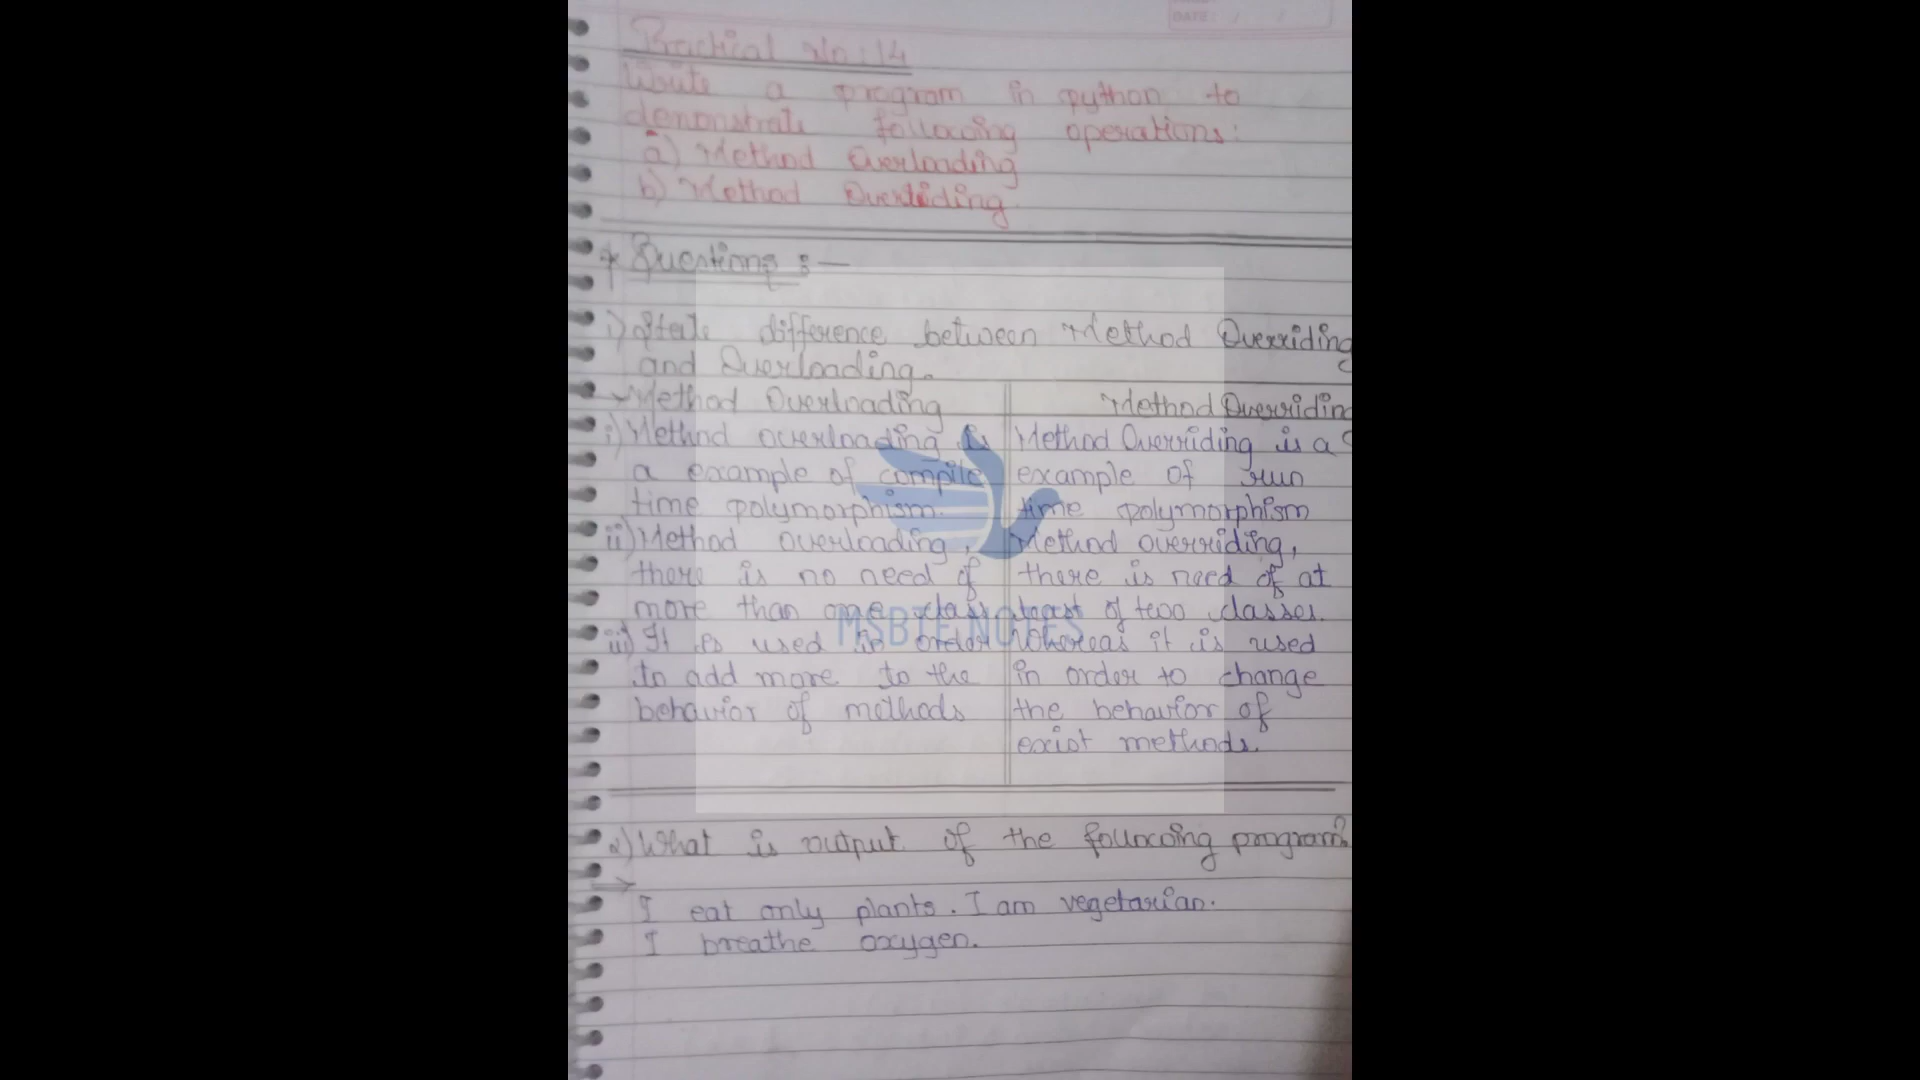 DATE: / /
Practical No:14
Write a program in python to
demonstrate following operations:
a) Method Overloading
b) Method Overriding
* Questions :—
1) State difference between Method Overriding
and Overloading.
Method Overloading
i) Method overloading is
a example of compile
time polymorphism.
ii) Method overloading,
there is no need of
more than one class
iii) It is used in order
to add more to the
behavior of methods
Method Overriding
Method Overriding is a
example of run
time polymorphism
Method overriding,
there is need of at
least of two classes.
Whereas it is used
in order to change
the behavior of
exist methods.
MSBTE NOTES
2) What is output of the following program?
→
I eat only plants. I am vegetarian.
I breathe oxygen.